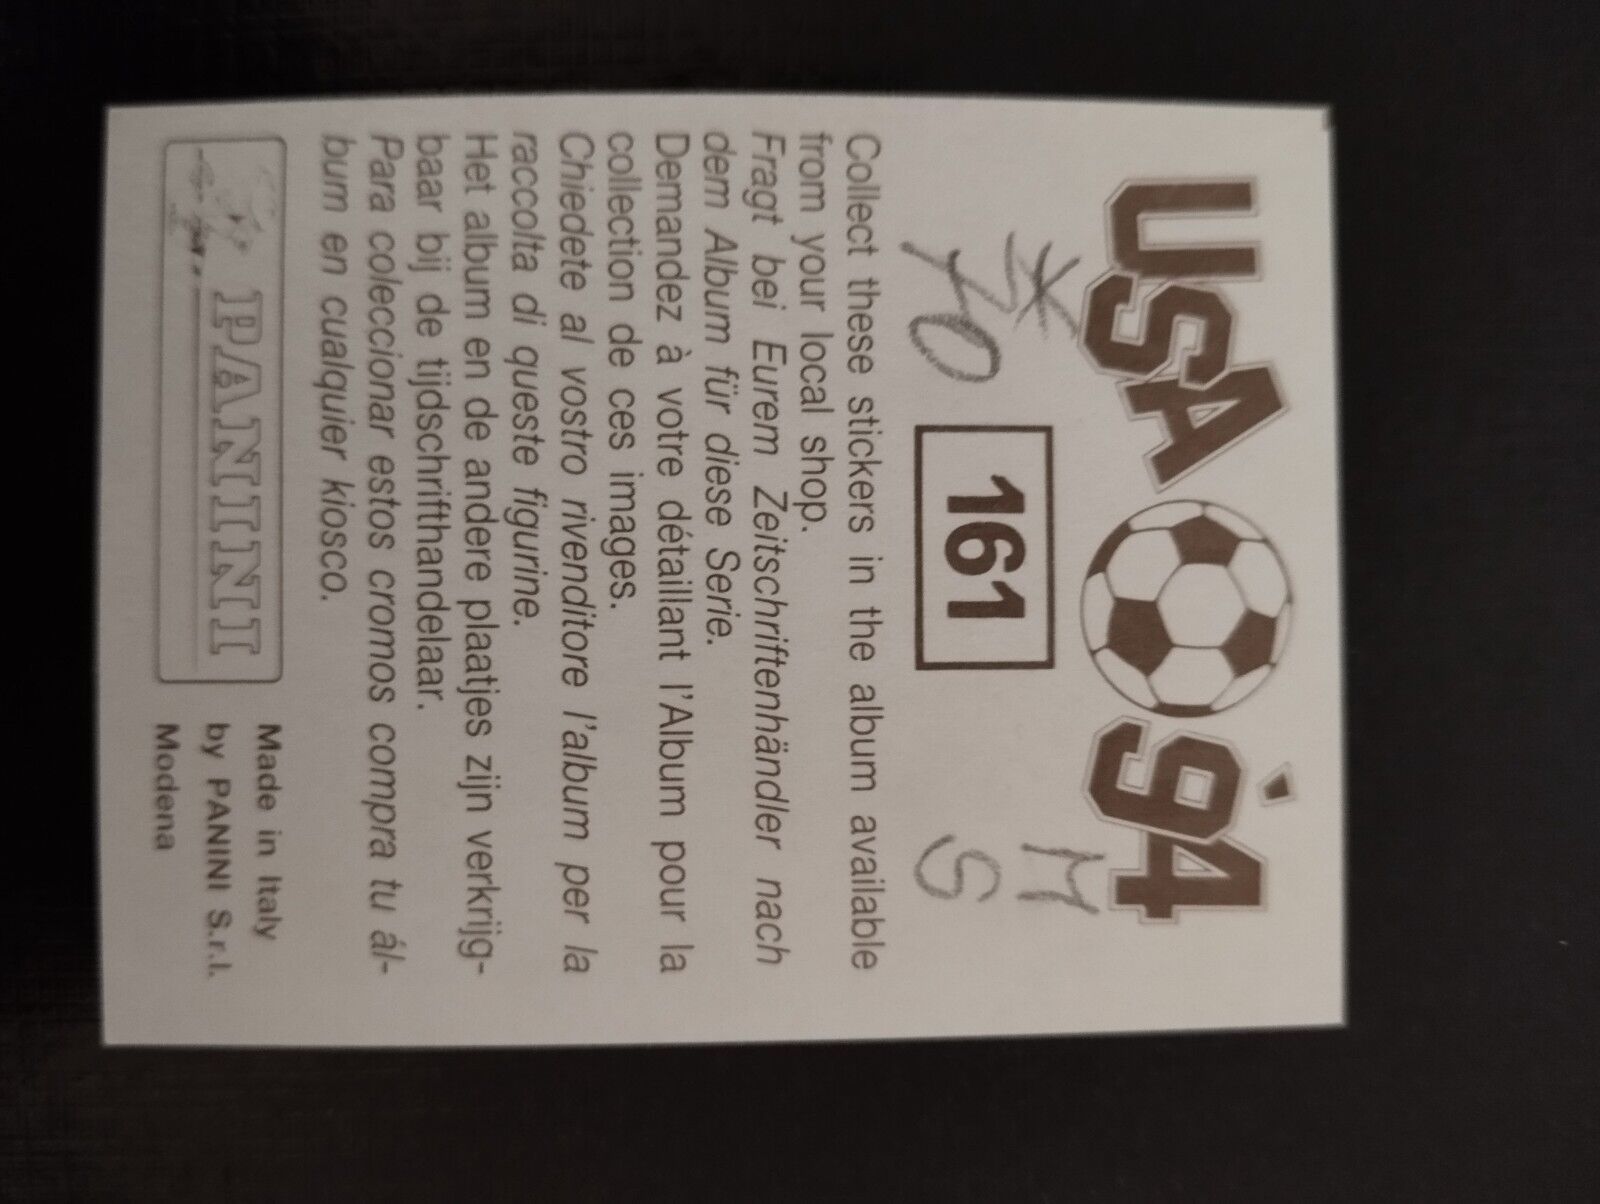 USA '94
161
M
S
Collect these stickers in the album available
from your local shop.
Fragt bei Eurem Zeitschriftenhändler nach
dem Album für diese Serie.
Demandez à votre détaillant l'Album pour la
collection de ces images.
Chiedete al vostro rivenditore l'album per la
raccolta di queste figurine.
Het album en de andere plaatjes zijn verkrijg-
baar bij de tijdschrifthandelaar.
Para coleccionar estos cromos compra tu ál-
bum en cualquier kiosco.
PANINI
Made in Italy
by PANINI S.r.l.
Modena